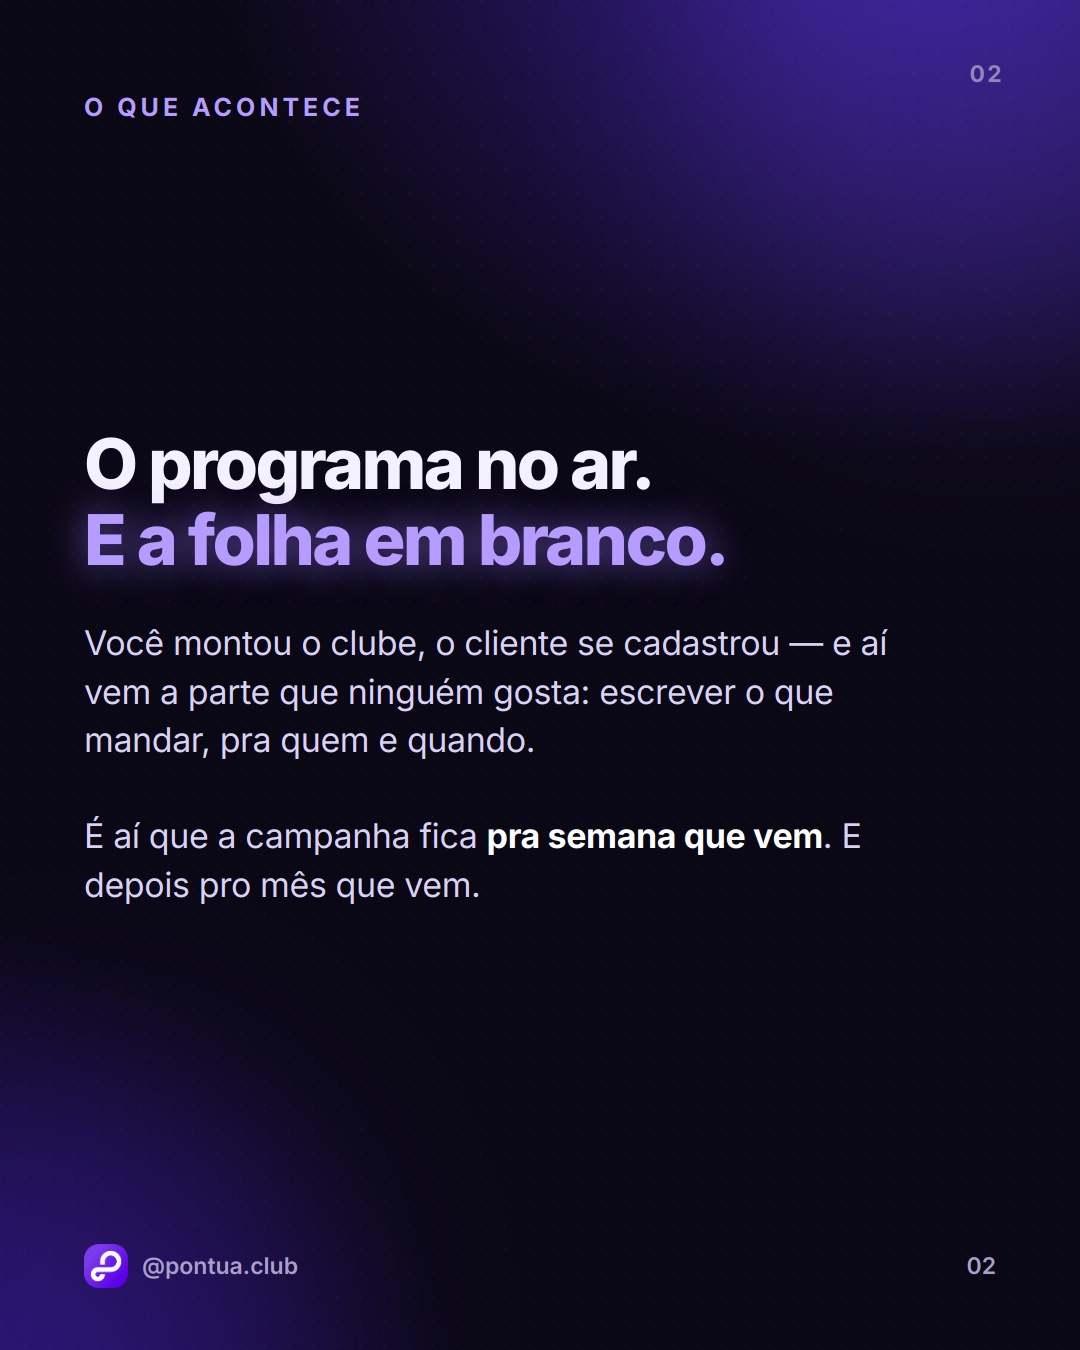 02
O QUE ACONTECE
O programa no ar.
E a folha em branco.
Você montou o clube, o cliente se cadastrou — e aí
vem a parte que ninguém gosta: escrever o que
mandar, pra quem e quando.
É aí que a campanha fica pra semana que vem. E
depois pro mês que vem.
@pontua.club
02